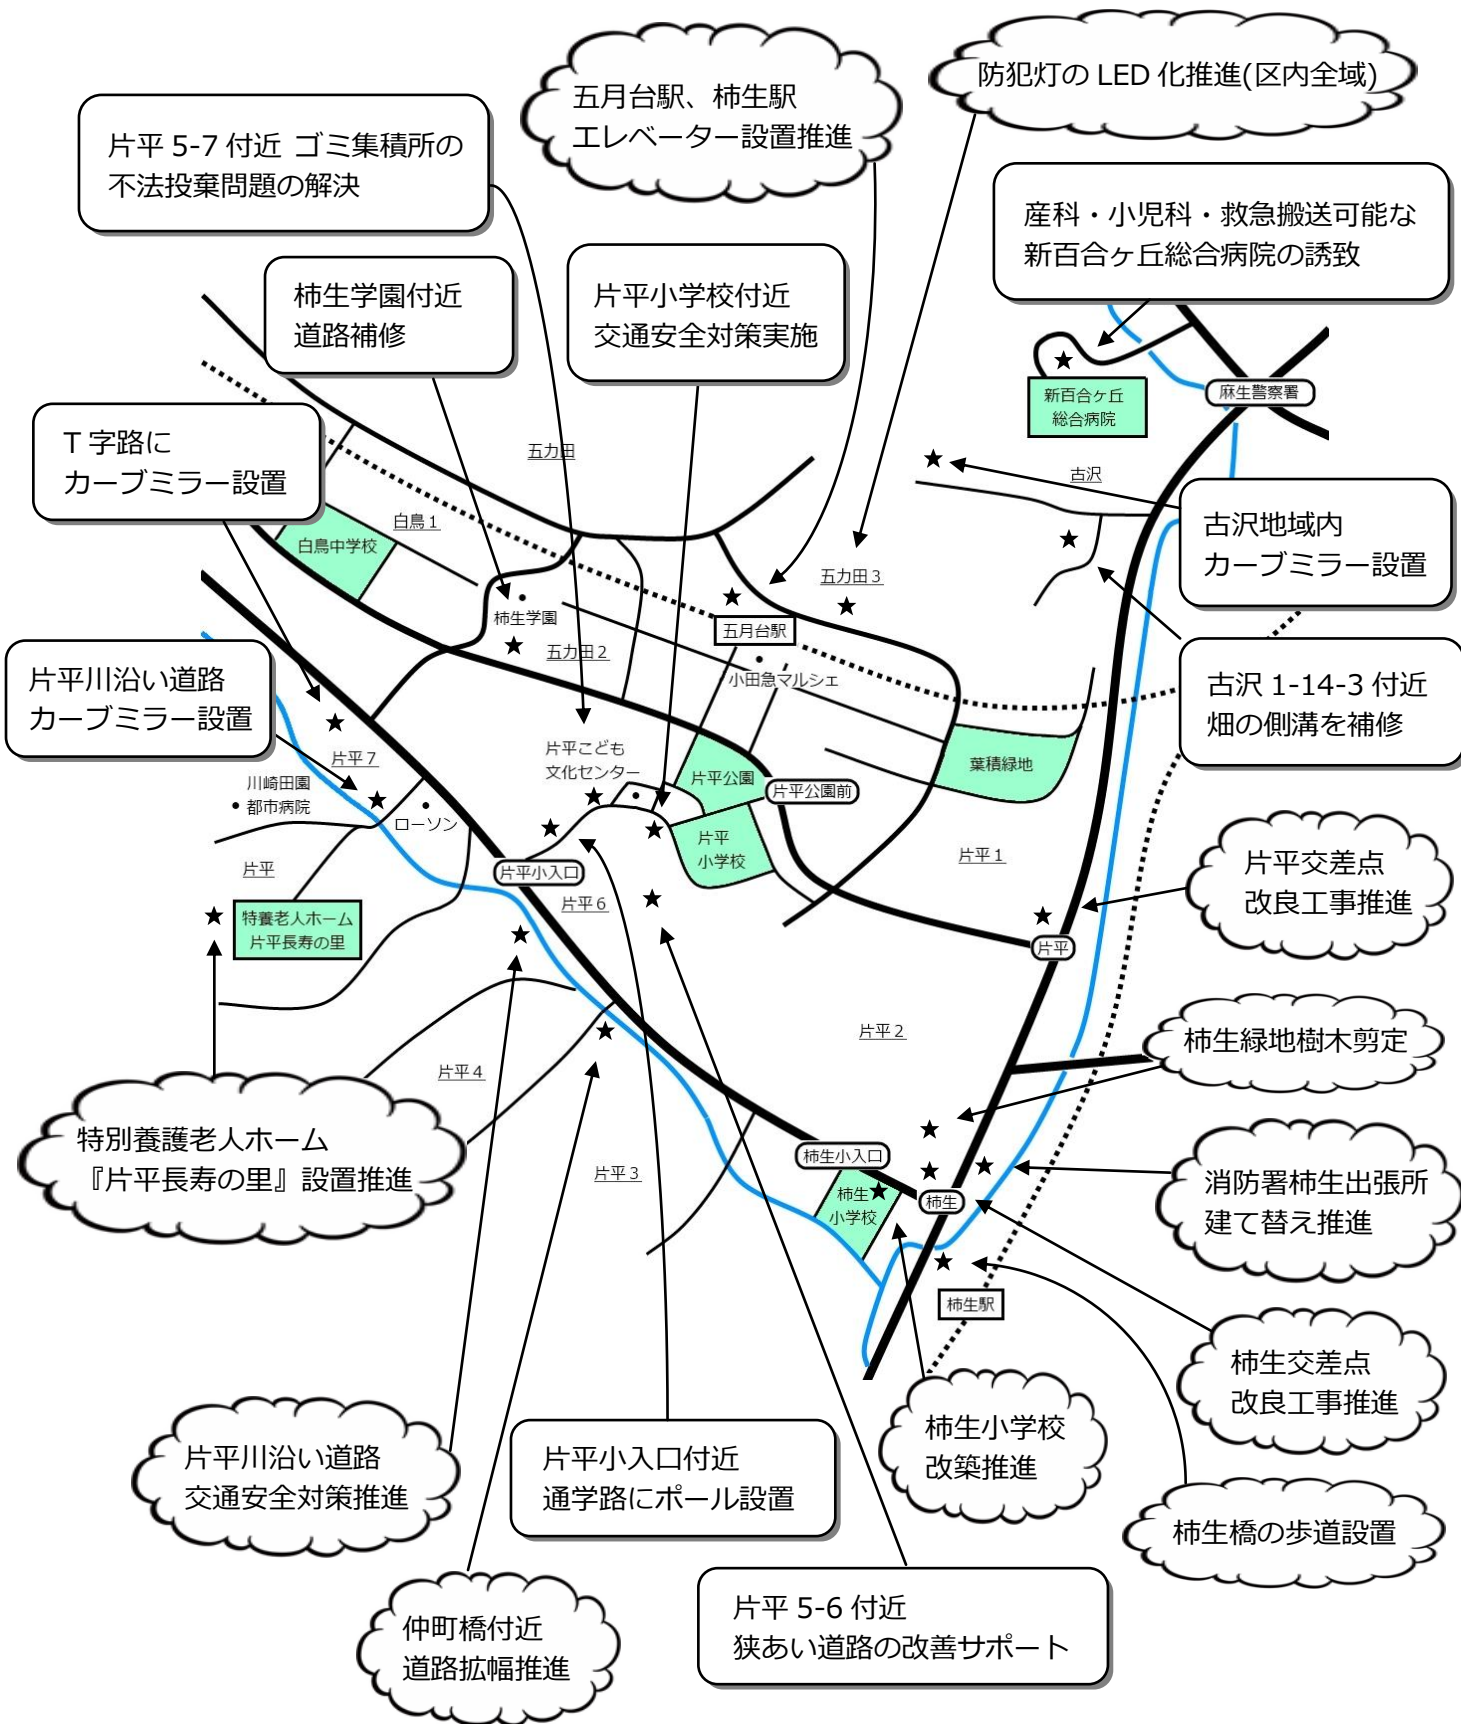 五月台駅、柿生駅
エレベーター設置推進
防犯灯の LED 化推進(区内全域)
片平 5-7 付近 ゴミ集積所の
不法投棄問題の解決
産科・小児科・救急搬送可能な
新百合ヶ丘総合病院の誘致
柿生学園付近
道路補修
片平小学校付近
交通安全対策実施
新百合ケ丘
総合病院
麻生警察署
T 字路に
カーブミラー設置
五力田
古沢
白鳥1
白鳥中学校
古沢地域内
カーブミラー設置
五力田3
柿生学園
五月台駅
五力田2
小田急マルシェ
片平川沿い道路
カーブミラー設置
古沢 1-14-3 付近
畑の側溝を補修
片平7
片平こども
文化センター
片平公園
片平公園前
葉積緑地
川崎田園
都市病院
ローソン
片平
小学校
片平1
片平
片平小入口
片平6
片平交差点
改良工事推進
特養老人ホーム
片平長寿の里
片平
片平2
柿生緑地樹木剪定
片平4
特別養護老人ホーム
『片平長寿の里』設置推進
柿生小入口
片平3
柿生
小学校
柿生
消防署柿生出張所
建て替え推進
柿生駅
柿生交差点
改良工事推進
片平川沿い道路
交通安全対策推進
片平小入口付近
通学路にポール設置
柿生小学校
改築推進
柿生橋の歩道設置
仲町橋付近
道路拡幅推進
片平 5-6 付近
狭あい道路の改善サポート